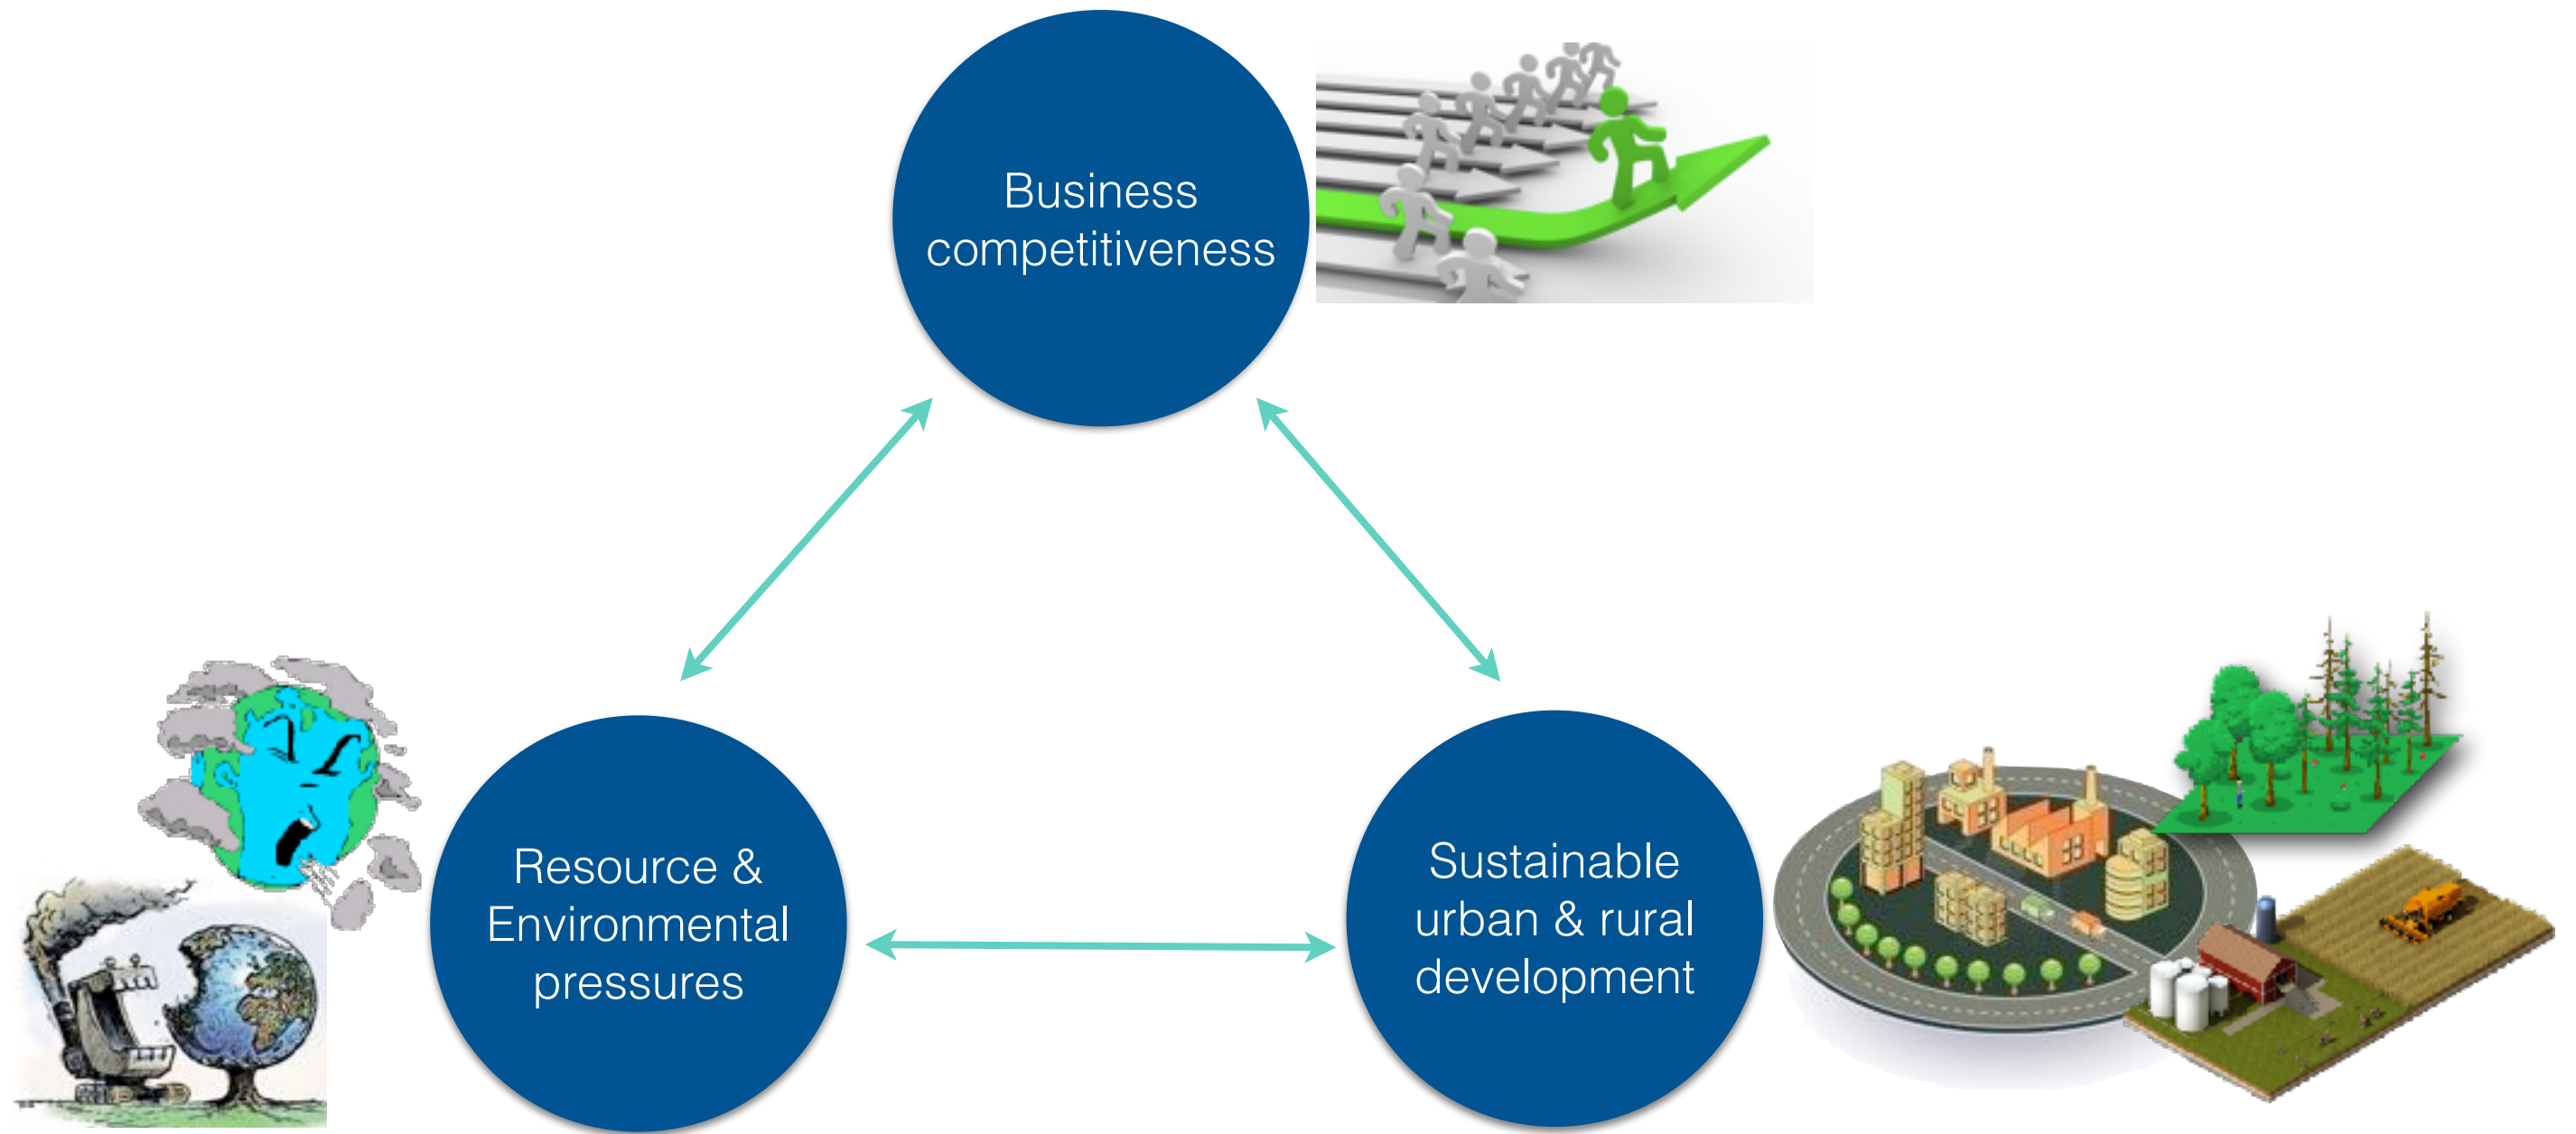 Business
competitiveness
Resource &
Environmental
pressures
Sustainable
urban & rural
development